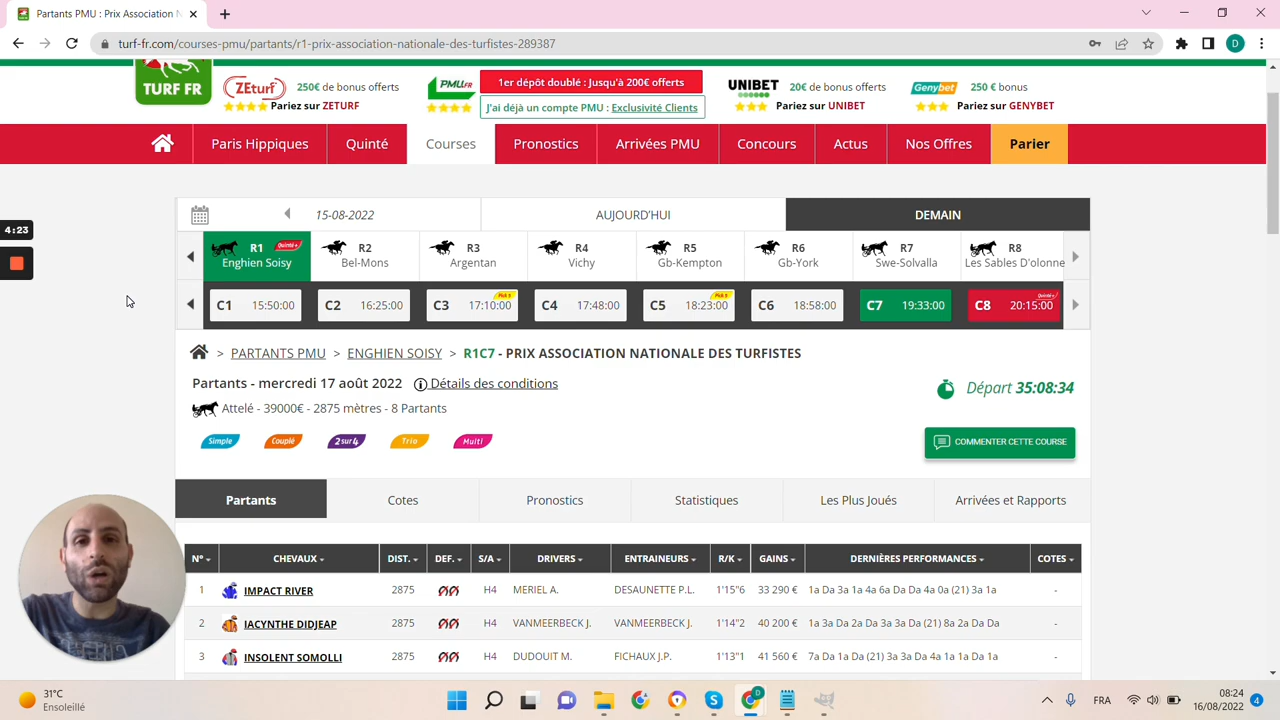 Partants PMU : Prix Association N
turf-fr.com/courses-pmu/partants/r1-prix-association-nationale-des-turfistes-289087
D
TURF FR
ZEturf 250€ de bonus offerts
Pariez sur ZETURF
PMU.FR 1er dépôt doublé : Jusqu'à 200€ offerts
J'ai déjà un compte PMU : Exclusivité Clients
UNIBET 20€ de bonus offerts
Pariez sur UNIBET
Genybet 250 € bonus
Pariez sur GENYBET
Paris Hippiques Quinté Courses Pronostics Arrivées PMU Concours Actus Nos Offres Parier
4:23
15-08-2022 AUJOURD'HUI DEMAIN
R1 Quinté+ R2 R3 R4 R5 R6 R7 R8
Enghien Soisy Bel-Mons Argentan Vichy Gb-Kempton Gb-York Swe-Solvalla Les Sables D'olonne
C1 15:50:00 C2 16:25:00 C3 17:10:00 Pick 5 C4 17:48:00 C5 18:23:00 Pick 5 C6 18:58:00 C7 19:33:00 C8 20:15:00 Quinté+
> PARTANTS PMU > ENGHIEN SOISY > R1C7 - PRIX ASSOCIATION NATIONALE DES TURFISTES
Partants - mercredi 17 août 2022 Détails des conditions
Départ 35:08:34
Attelé - 39000€ - 2875 mètres - 8 Partants
Simple Couplé 2 sur 4 Trio Multi
COMMENTER CETTE COURSE
Partants Cotes Pronostics Statistiques Les Plus Joués Arrivées et Rapports
N° CHEVAUX DIST. DEF. S/A DRIVERS ENTRAINEURS R/K GAINS DERNIÈRES PERFORMANCES COTES
1 IMPACT RIVER 2875 H4 MERIEL A. DESAUNETTE P.L. 1'15"6 33 290 € 1a Da 3a 1a 4a 6a Da Da 4a 0a (21) 3a 1a -
2 IACYNTHE DIDJEAP 2875 H4 VANMEERBECK J. VANMEERBECK J. 1'14"2 40 200 € 1a 3a Da 2a Da 3a 3a Da (21) 8a 2a Da Da -
3 INSOLENT SOMOLLI 2875 H4 DUDOUIT M. FICHAUX J.P. 1'13"1 41 560 € 7a Da 1a Da (21) 3a 3a Da 4a 1a 1a Da 1a -
31°C
Ensoleillé
D
FRA
08:24
16/08/2022
4